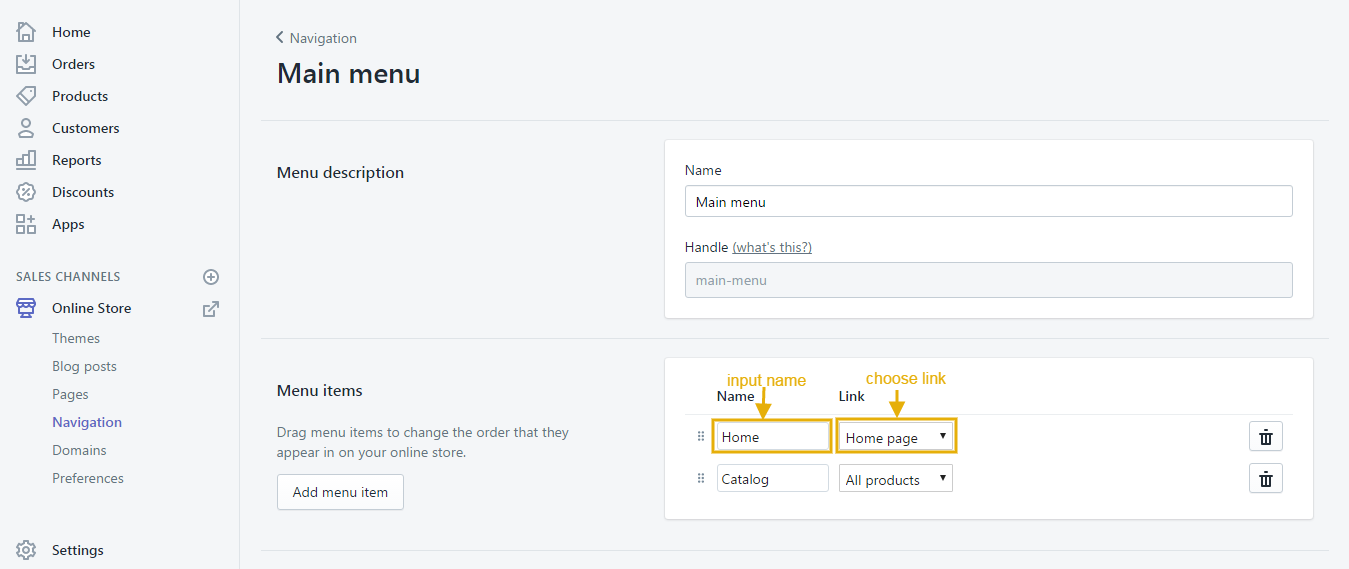 Home
Orders
Products
Customers
Reports
Discounts
Apps
SALES CHANNELS
Online Store
Themes
Blog posts
Pages
Navigation
Domains
Preferences
Settings
Navigation
Main menu
Menu description
Name
Main menu
Handle (what's this?)
main-menu
Menu items
Drag menu items to change the order that they
appear in on your online store.
Add menu item
input name choose link
Name Link
Home Home page
Catalog All products